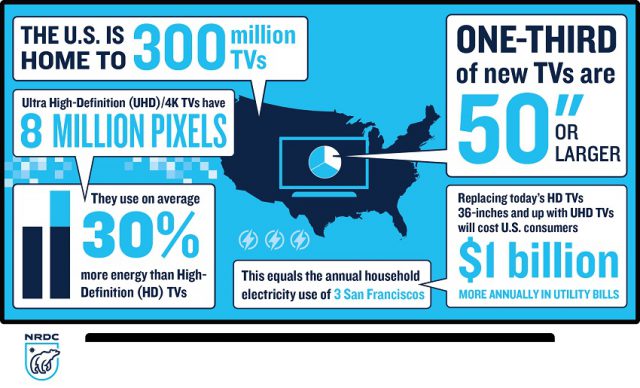 THE U.S. IS
HOME TO 300 million
TVs
Ultra High-Definition (UHD)/4K TVs have
8 MILLION PIXELS
They use on average
30%
more energy than High-
Definition (HD) TVs
ONE-THIRD
of new TVs are
50" OR
LARGER
Replacing today's HD TVs
36-inches and up with UHD TVs
will cost U.S. consumers
$1 billion
MORE ANNUALLY IN UTILITY BILLS
This equals the annual household
electricity use of 3 San Franciscos
NRDC